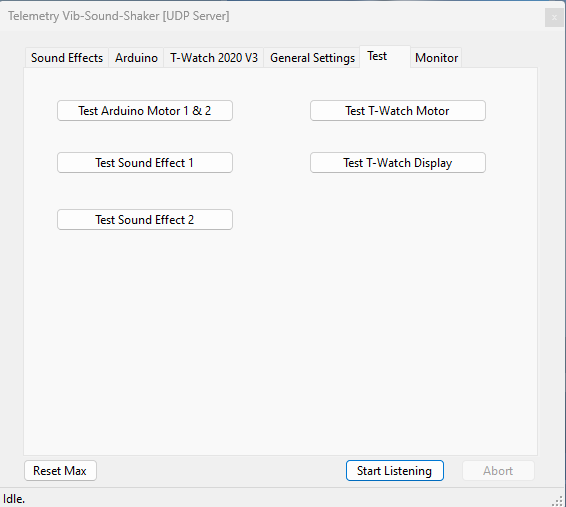 Telemetry Vib-Sound-Shaker [UDP Server]
x
Sound Effects Arduino T-Watch 2020 V3 General Settings Test Monitor
Test Arduino Motor 1 & 2 Test T-Watch Motor
Test Sound Effect 1 Test T-Watch Display
Test Sound Effect 2
Reset Max Start Listening Abort
Idle.